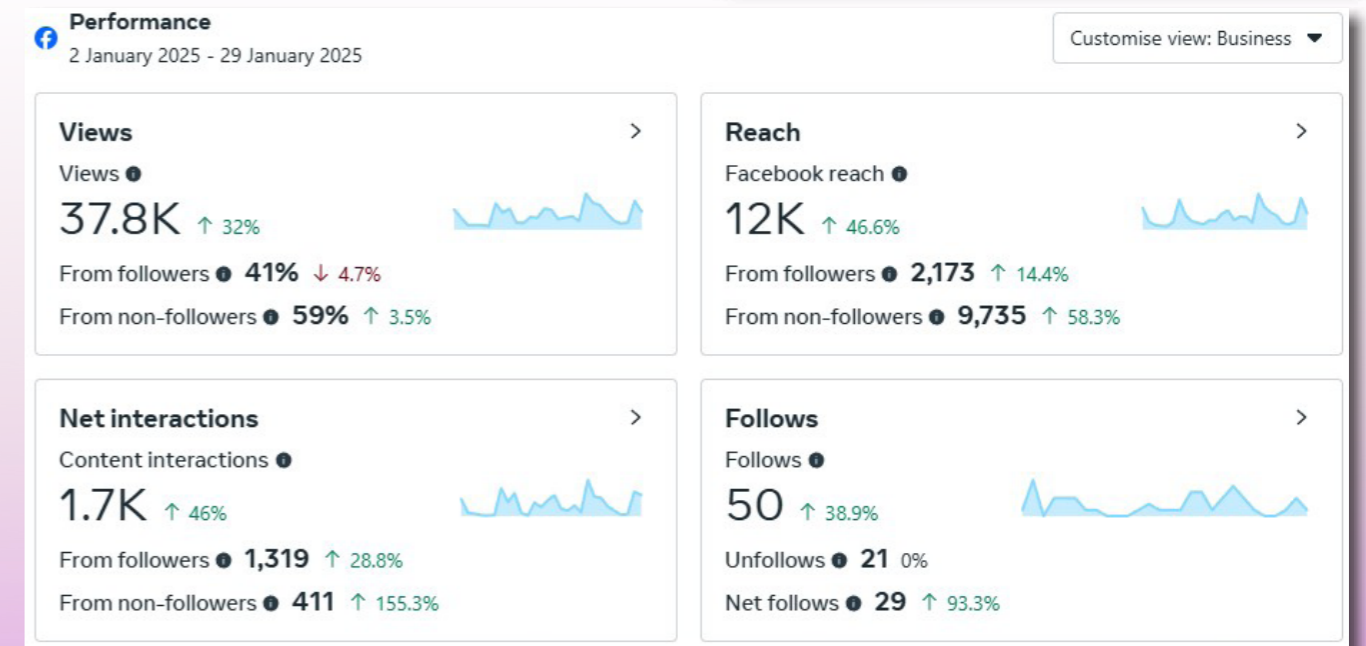 Performance
2 January 2025 - 29 January 2025
Customise view: Business
Views
Views
37.8K ↑ 32%
From followers 41% ↓ 4.7%
From non-followers 59% ↑ 3.5%
Reach
Facebook reach
12K ↑ 46.6%
From followers 2,173 ↑ 14.4%
From non-followers 9,735 ↑ 58.3%
Net interactions
Content interactions
1.7K ↑ 46%
From followers 1,319 ↑ 28.8%
From non-followers 411 ↑ 155.3%
Follows
Follows
50 ↑ 38.9%
Unfollows 21 0%
Net follows 29 ↑ 93.3%